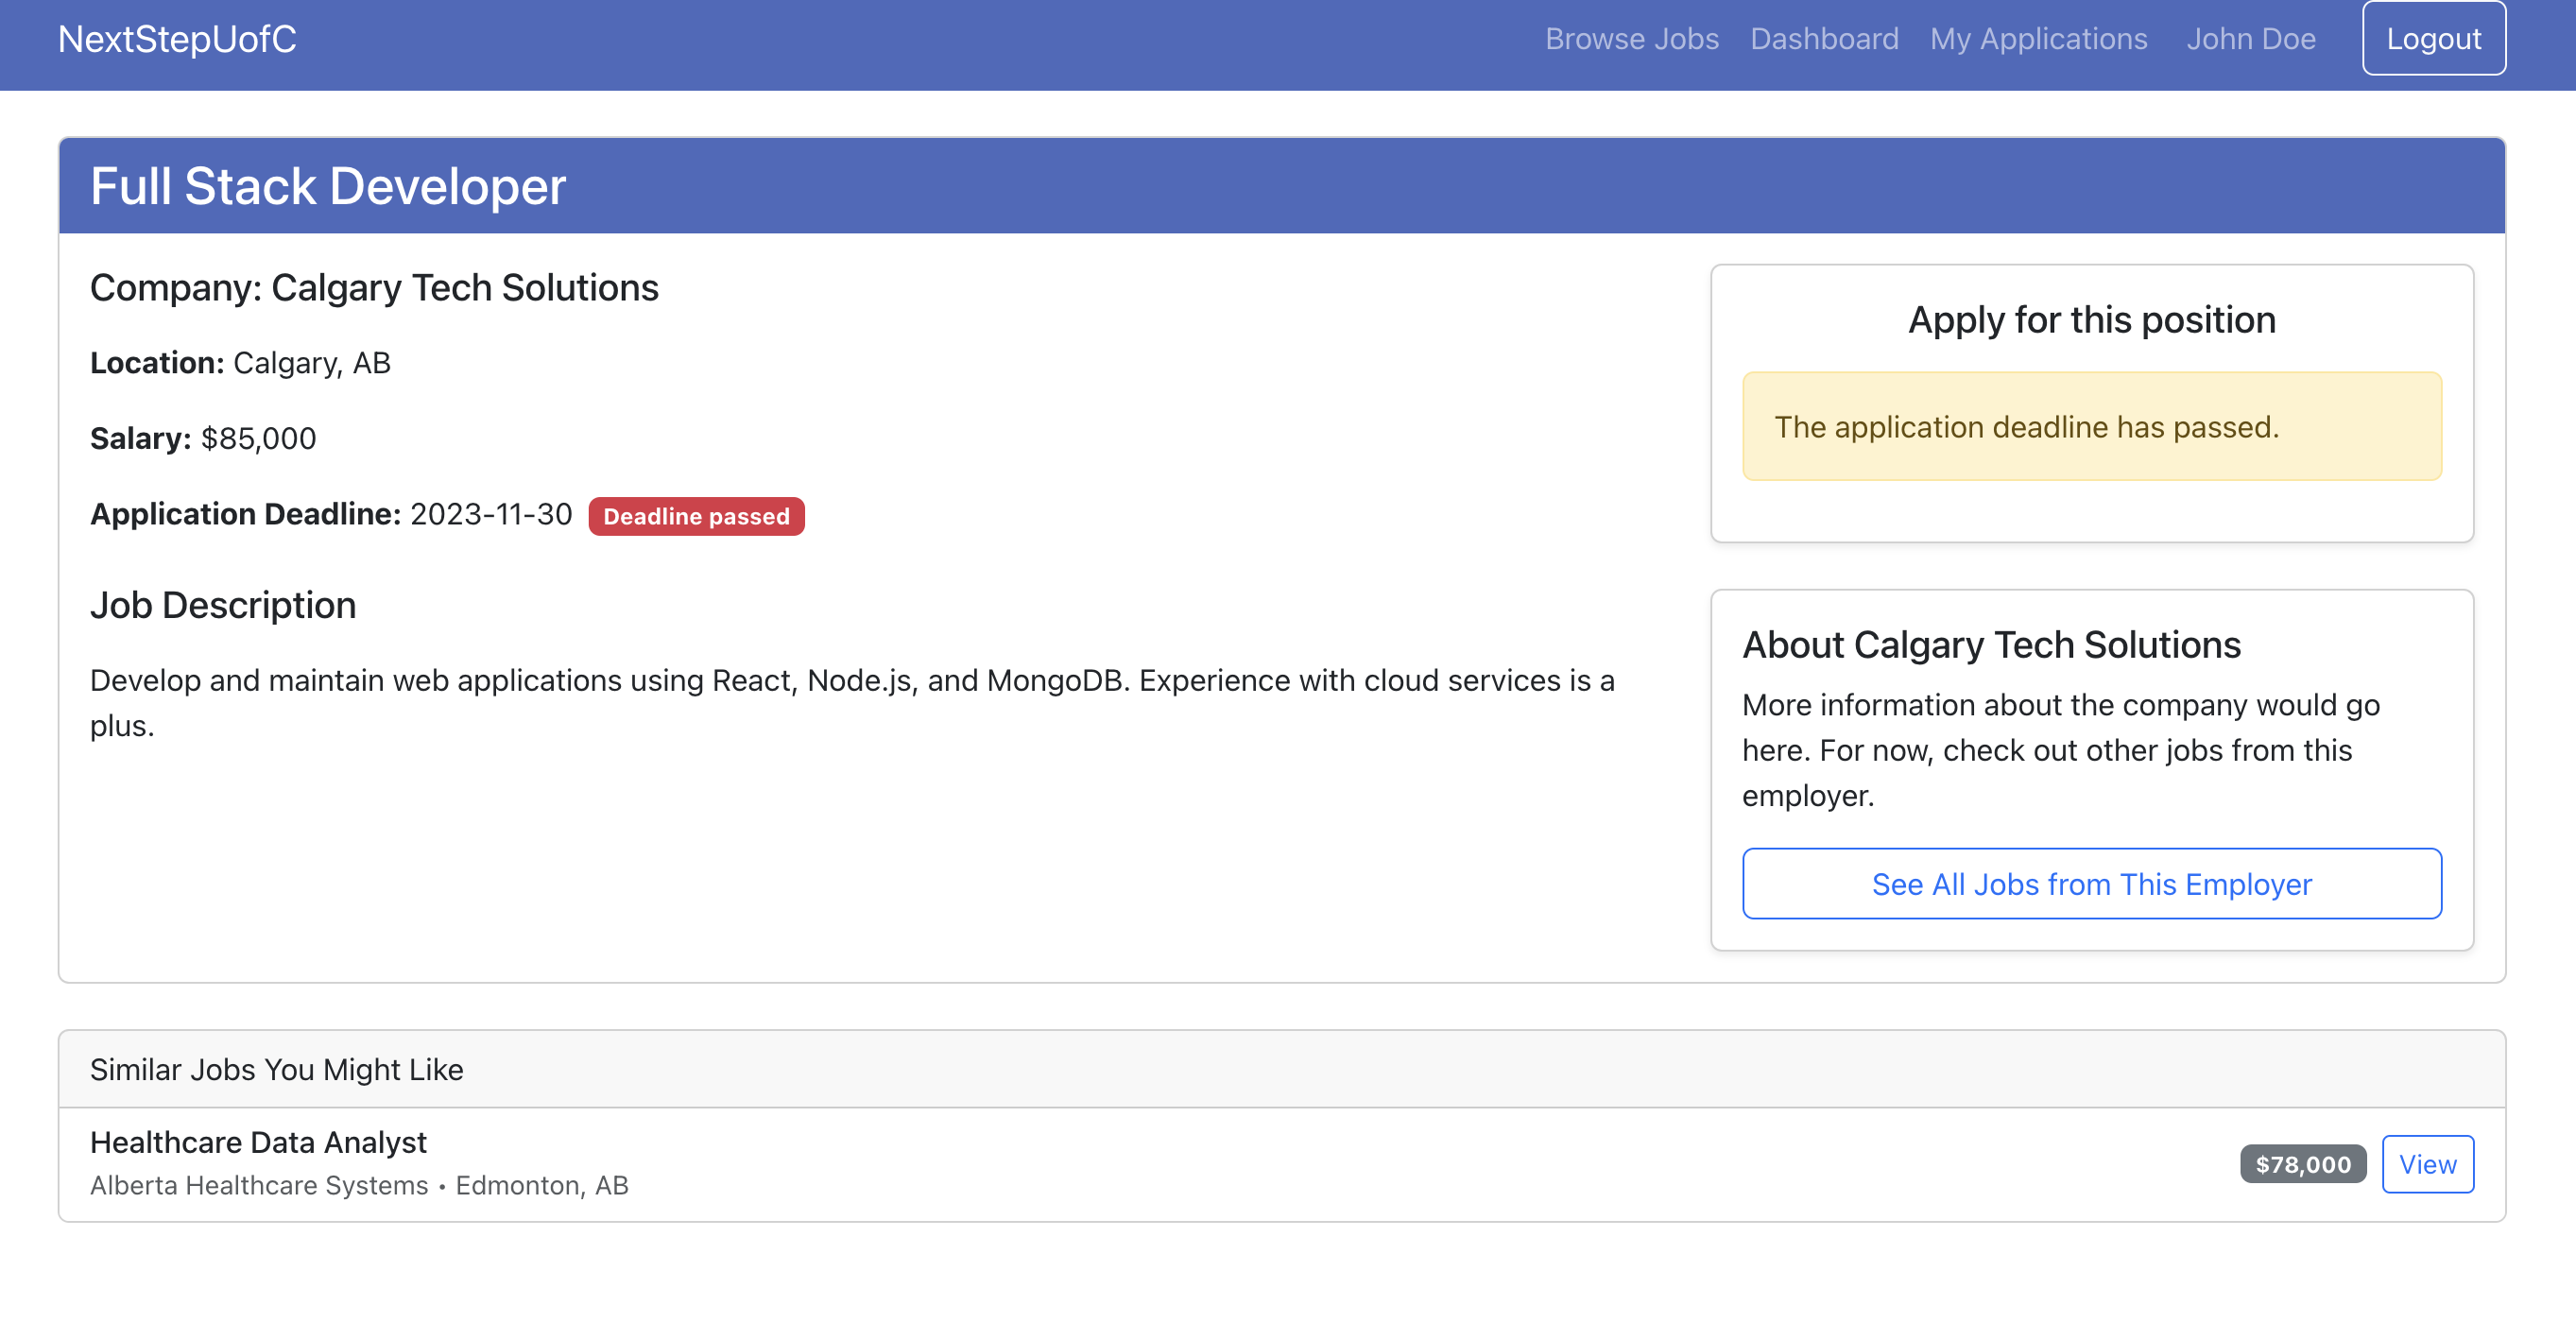 NextStepUofC
Browse Jobs Dashboard My Applications John Doe Logout
Full Stack Developer
Company: Calgary Tech Solutions
Location: Calgary, AB
Salary: $85,000
Application Deadline: 2023-11-30 Deadline passed
Job Description
Develop and maintain web applications using React, Node.js, and MongoDB. Experience with cloud services is a
plus.
Apply for this position
The application deadline has passed.
About Calgary Tech Solutions
More information about the company would go
here. For now, check out other jobs from this
employer.
See All Jobs from This Employer
Similar Jobs You Might Like
Healthcare Data Analyst
Alberta Healthcare Systems • Edmonton, AB
$78,000 View